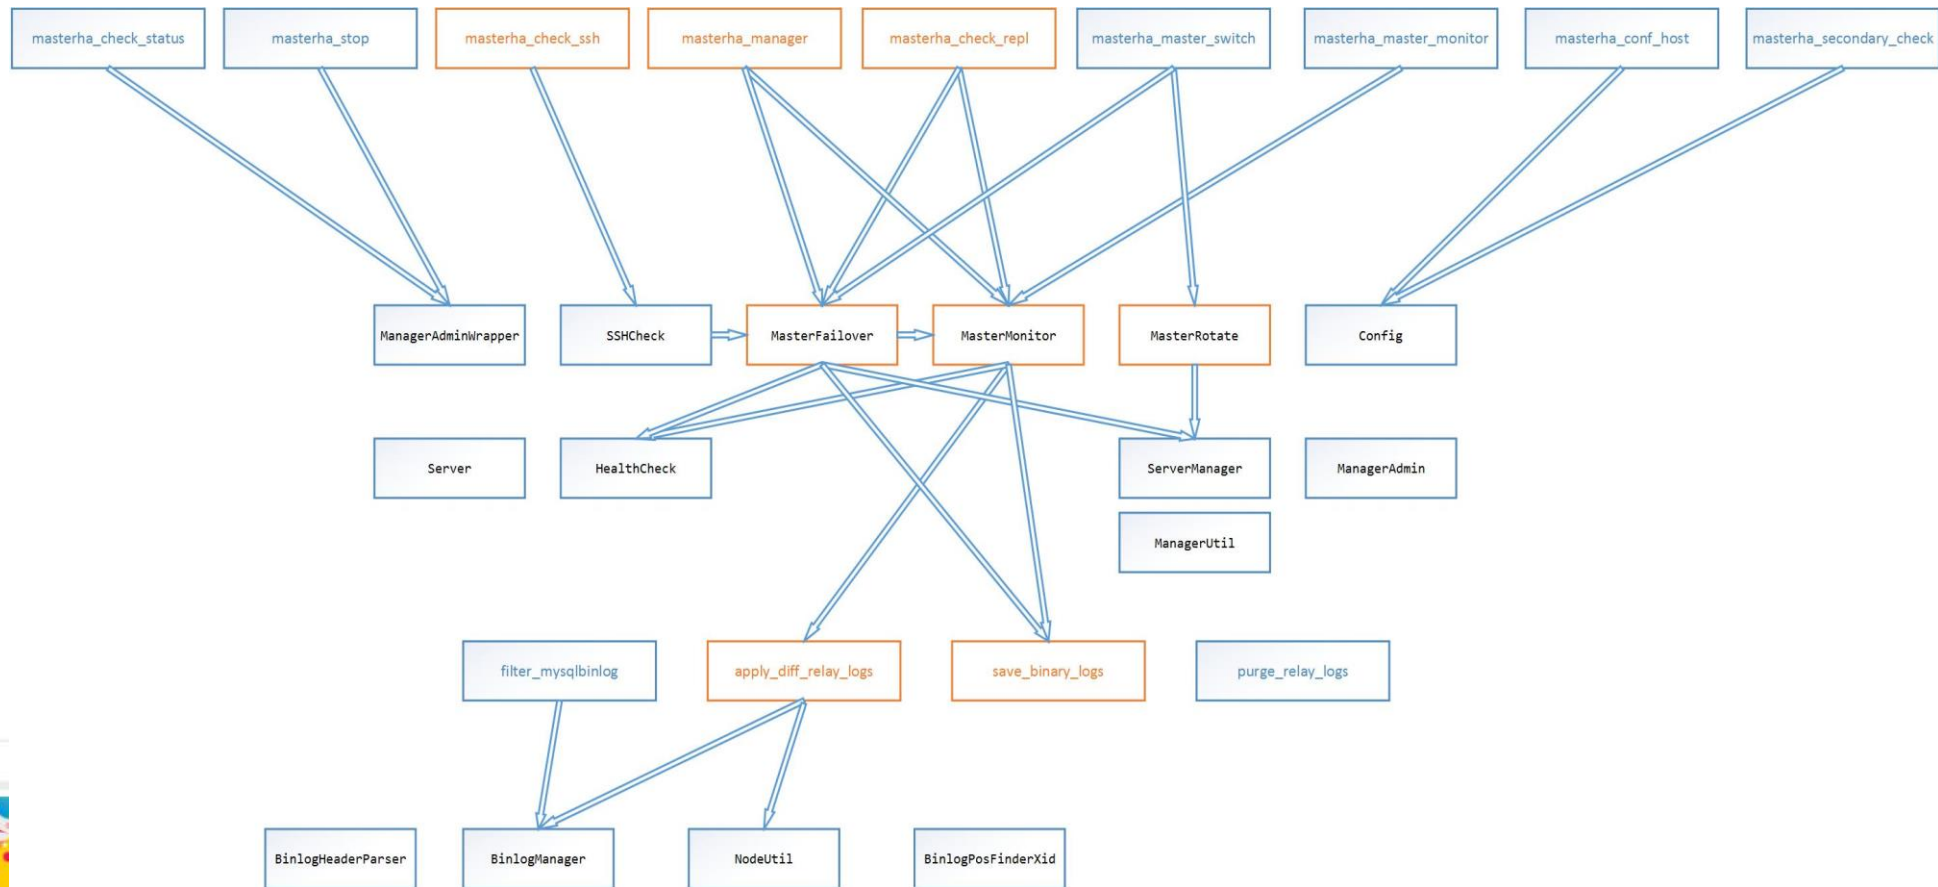 masterha_check_status
masterha_stop
masterha_check_ssh
masterha_manager
masterha_check_repl
masterha_master_switch
masterha_master_monitor
masterha_conf_host
masterha_secondary_check
ManagerAdminWrapper
SSHCheck
MasterFailover
MasterMonitor
MasterRotate
Config
Server
HealthCheck
ServerManager
ManagerAdmin
ManagerUtil
filter_mysqlbinlog
apply_diff_relay_logs
save_binary_logs
purge_relay_logs
BinlogHeaderParser
BinlogManager
NodeUtil
BinlogPosFinderXid